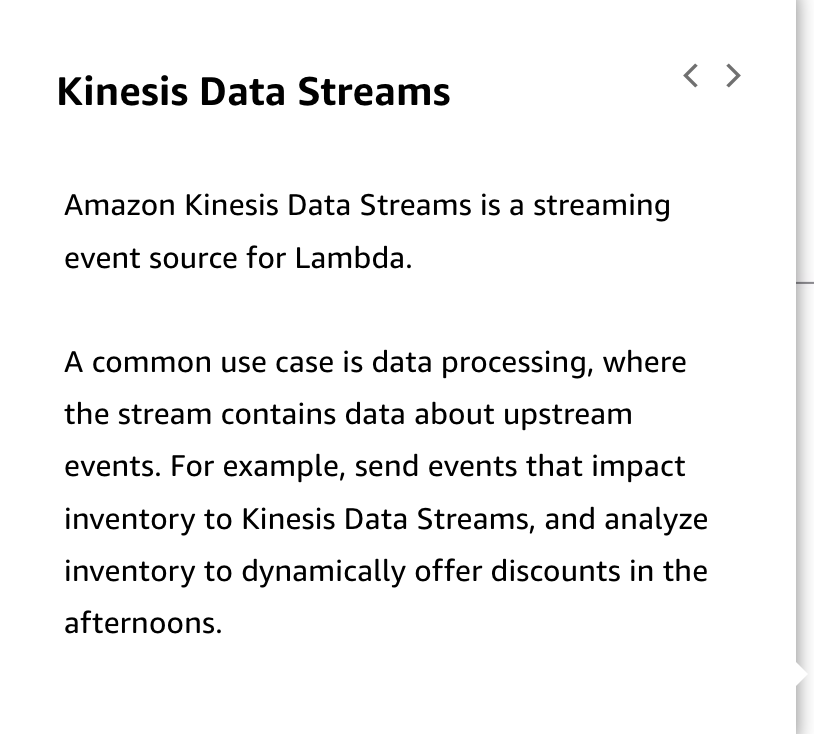 Kinesis Data Streams
Amazon Kinesis Data Streams is a streaming
event source for Lambda.
A common use case is data processing, where
the stream contains data about upstream
events. For example, send events that impact
inventory to Kinesis Data Streams, and analyze
inventory to dynamically offer discounts in the
afternoons.